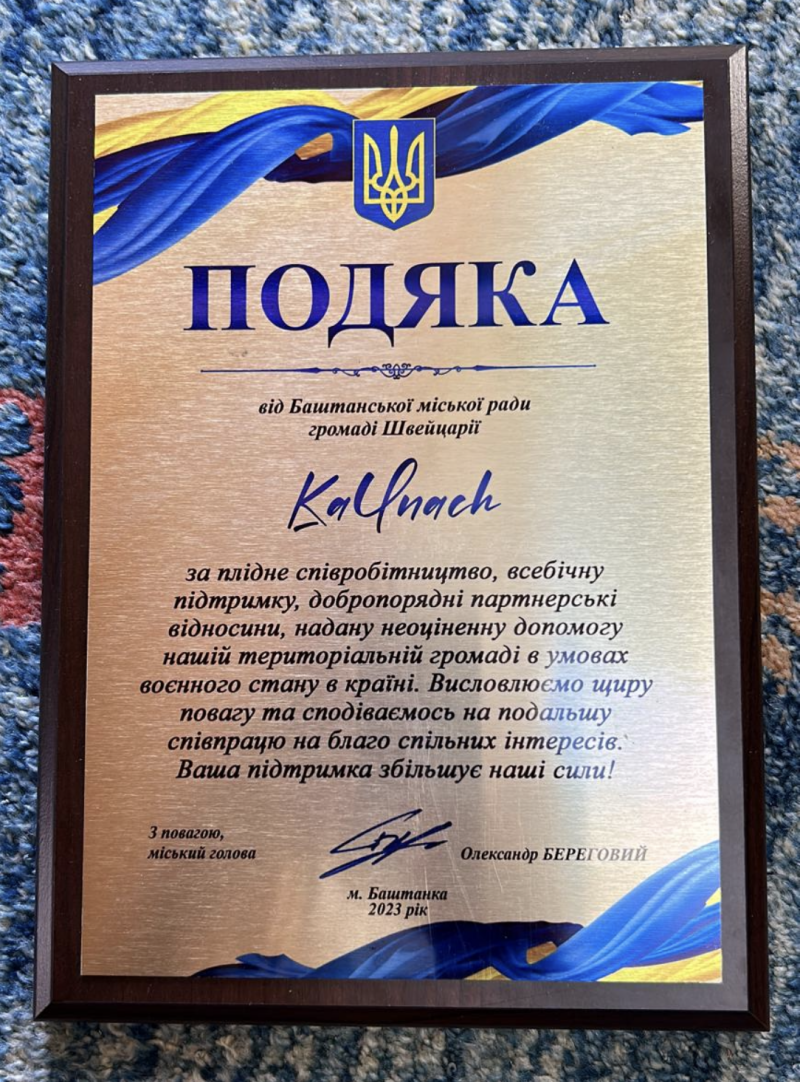 ПОДЯКА
від Баштанської міської ради
громаді Швейцарії
Kallnach
за плідне співробітництво, всебічну
підтримку, добропорядні партнерські
відносини, надану неоціненну допомогу
нашій територіальній громаді в умовах
воєнного стану в країні. Висловлюємо щиру
повагу та сподіваємось на подальшу
співпрацю на благо спільних інтересів.
Ваша підтримка збільшує наші сили!
З повагою,
міський голова
Олександр БЕРЕГОВИЙ
м. Баштанка
2023 рік